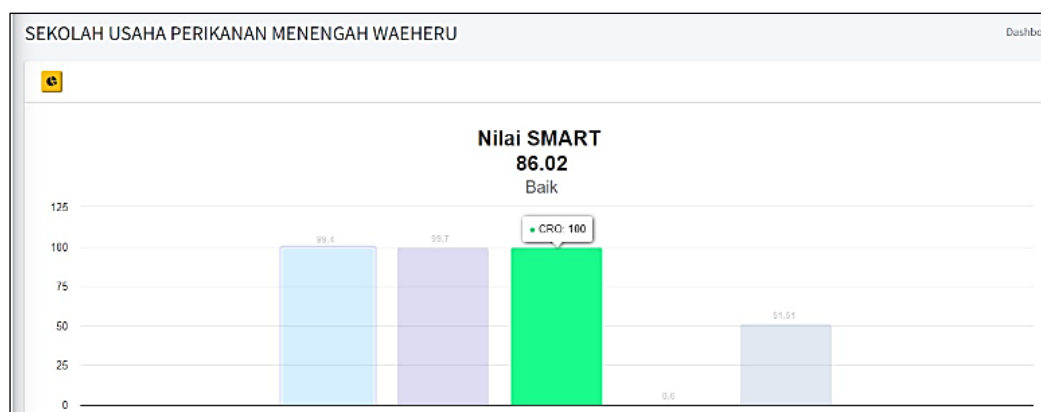 SEKOLAH USAHA PERIKANAN MENENGAH WAEHERU
Dashbo
Nilai SMART
86.02
Baik
125
CRO: 100
99,4
99,7
100
75
50
51,51
25
0,0
0